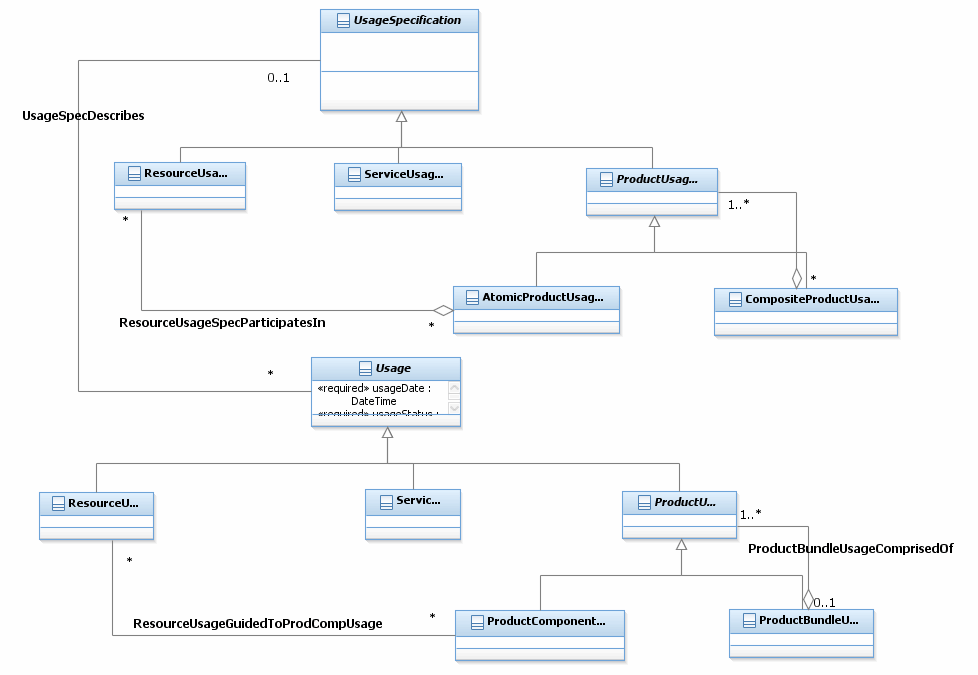 UsageSpecification
0..1
UsageSpecDescribes
ResourceUsa...
ServiceUsag...
ProductUsag...
*
1..*
*
AtomicProductUsag...
CompositeProductUsa...
ResourceUsageSpecParticipatesIn
*
*
Usage
«required» usageDate :
DateTime
«required» usageStatus :
ResourceU...
Servic...
ProductU...
1..*
ProductBundleUsageComprisedOf
*
0..1
ResourceUsageGuidedToProdCompUsage
*
ProductComponent...
ProductBundleU...